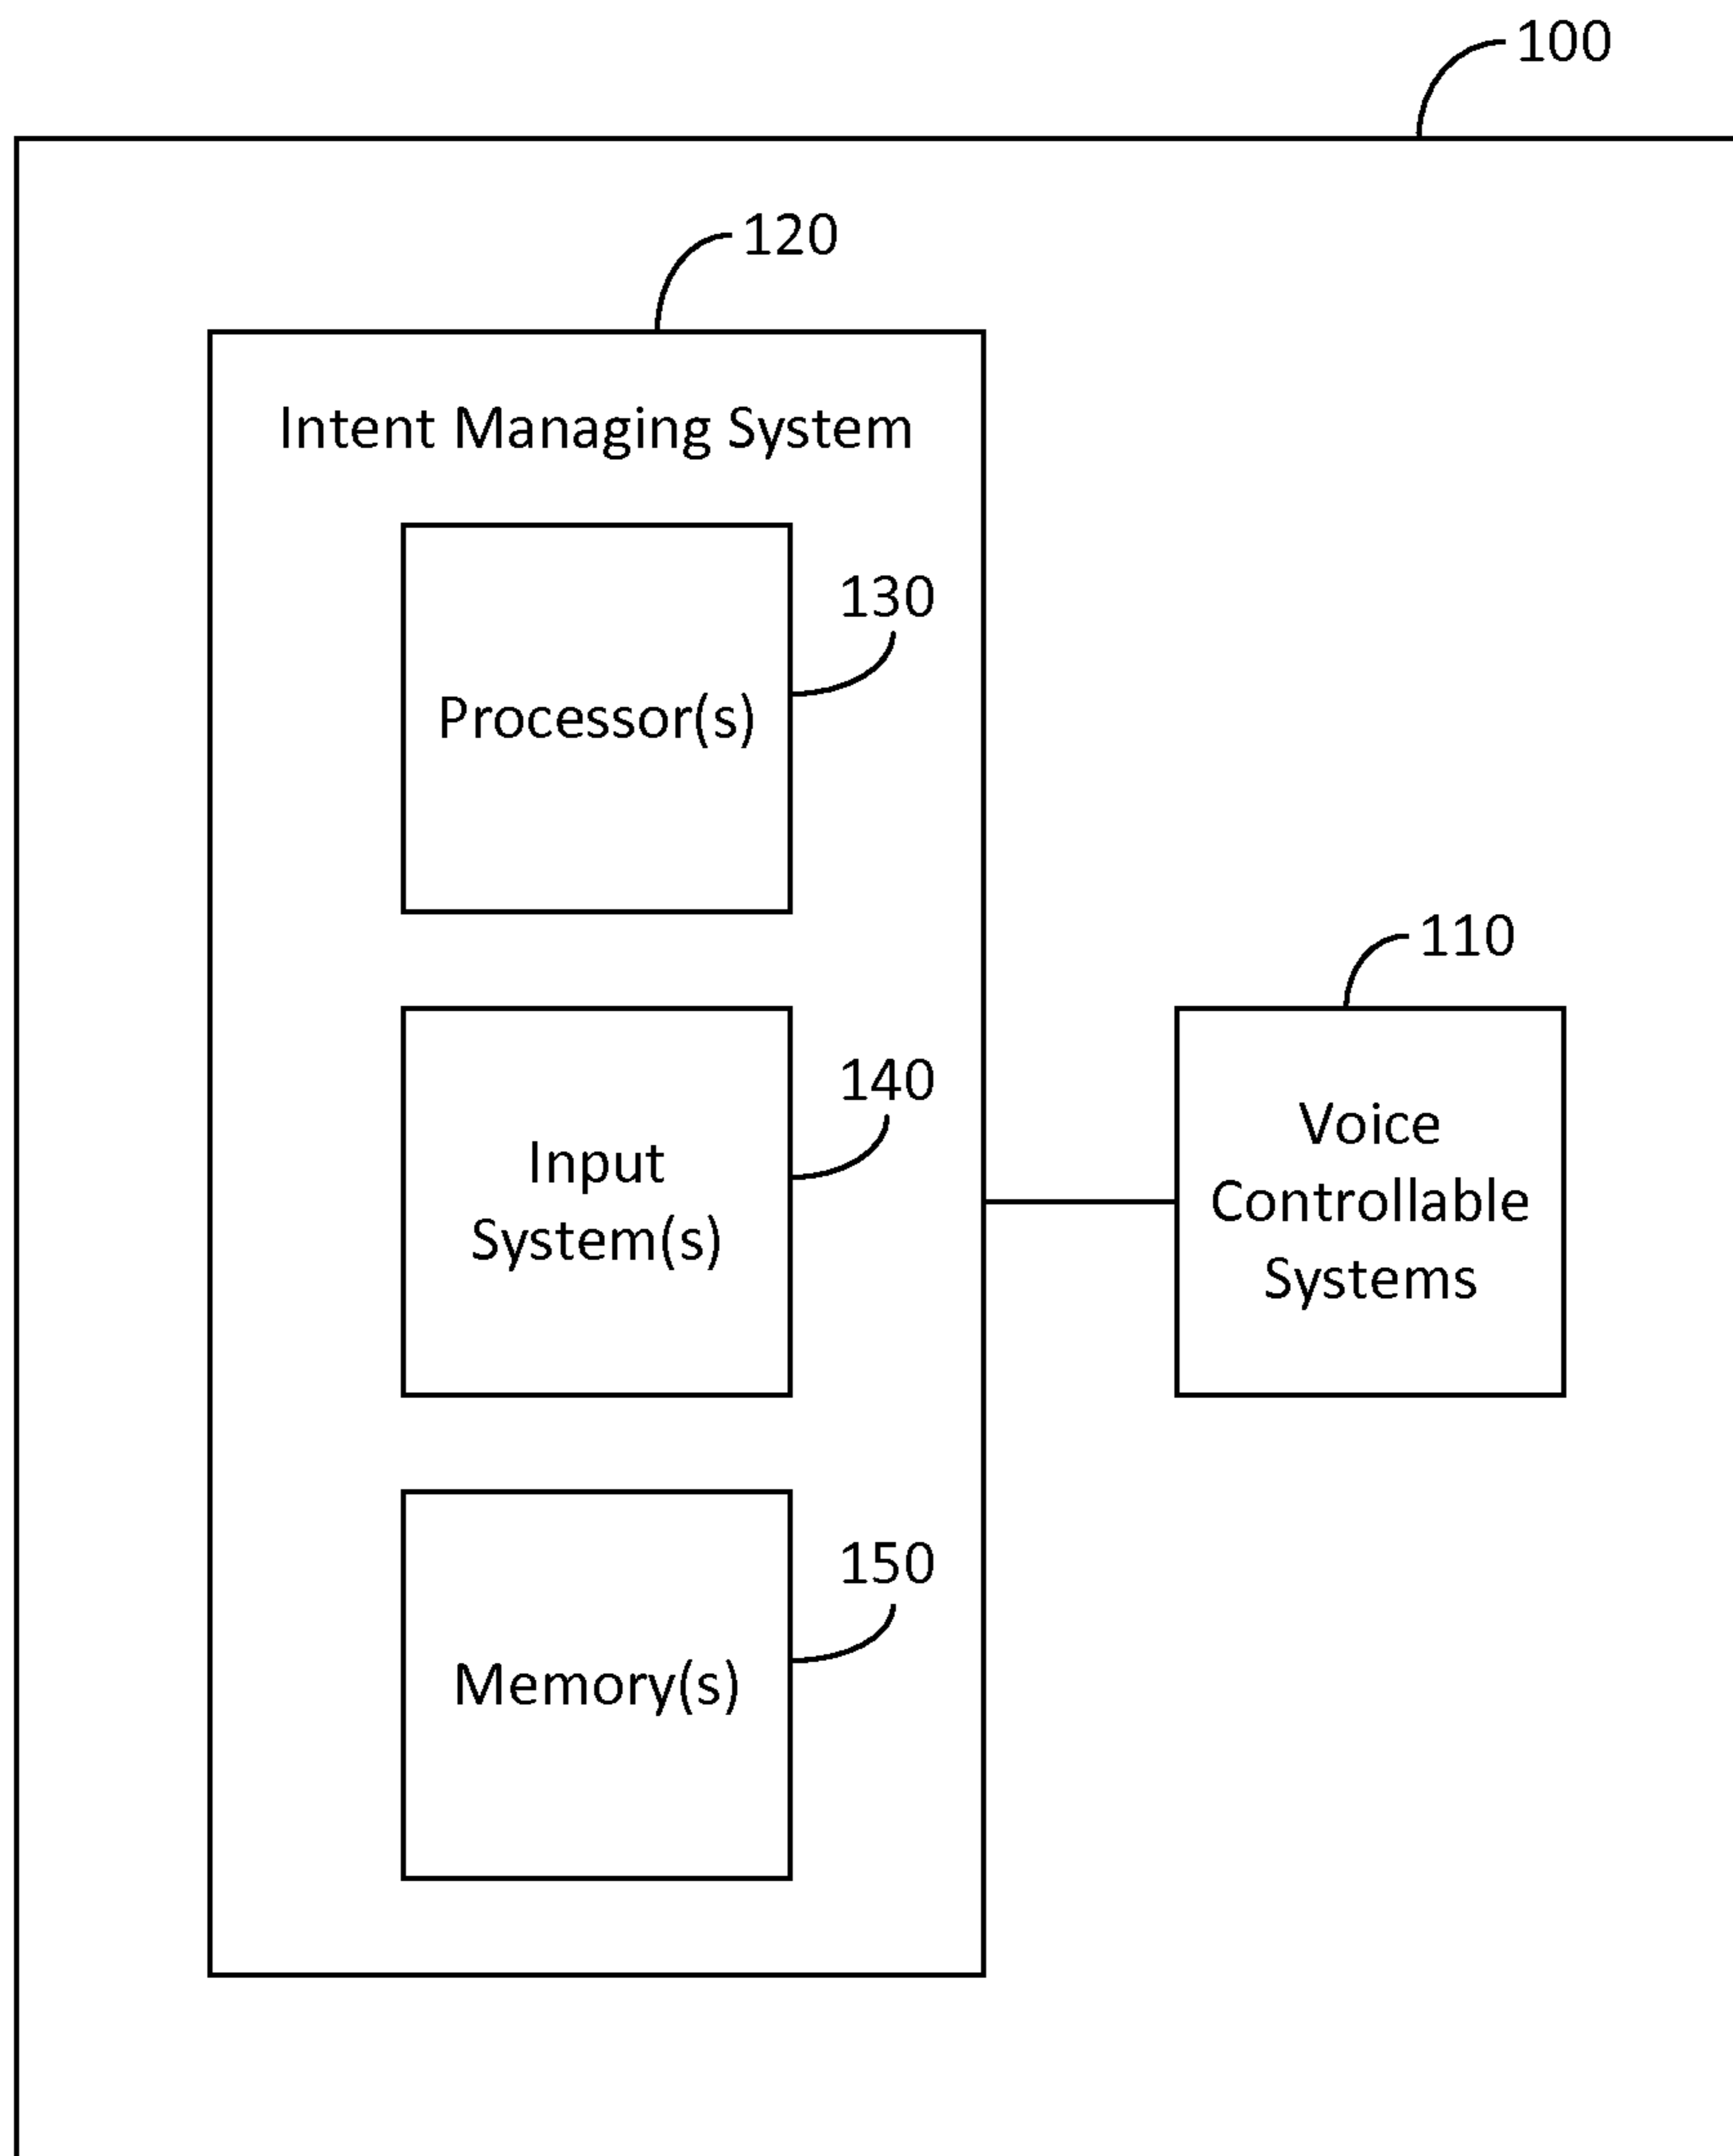 100
120
Intent Managing System
130
Processor(s)
110
140
Voice
Controllable
Systems
Input
System(s)
150
Memory(s)